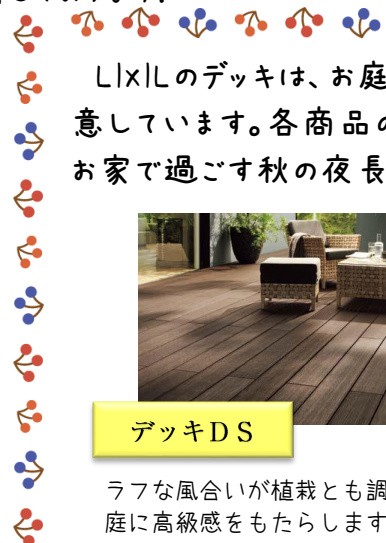 LIXILのデッキは、お庭
意しています。各商品の
お家で過ごす秋の夜長
デッキDS
ラフな風合いが植栽とも調
庭に高級感をもたらします